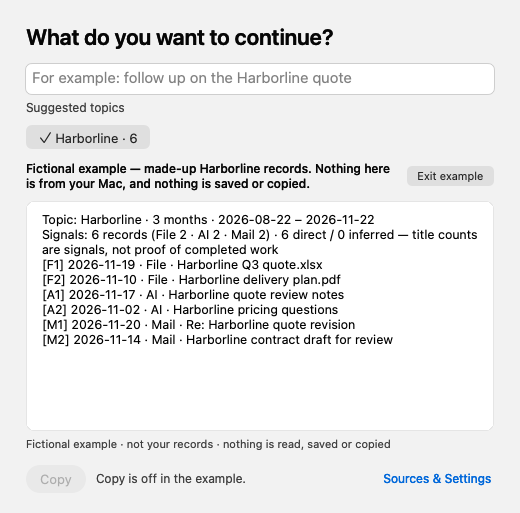 What do you want to continue?
For example: follow up on the Harborline quote
Suggested topics
✓ Harborline · 6
Fictional example — made-up Harborline records. Nothing here
is from your Mac, and nothing is saved or copied.
Exit example
Topic: Harborline · 3 months · 2026-08-22 – 2026-11-22
Signals: 6 records (File 2 · AI 2 · Mail 2) · 6 direct / 0 inferred — title counts
are signals, not proof of completed work
[F1] 2026-11-19 · File · Harborline Q3 quote.xlsx
[F2] 2026-11-10 · File · Harborline delivery plan.pdf
[A1] 2026-11-17 · AI · Harborline quote review notes
[A2] 2026-11-02 · AI · Harborline pricing questions
[M1] 2026-11-20 · Mail · Re: Harborline quote revision
[M2] 2026-11-14 · Mail · Harborline contract draft for review
Fictional example · not your records · nothing is read, saved or copied
Copy
Copy is off in the example.
Sources & Settings